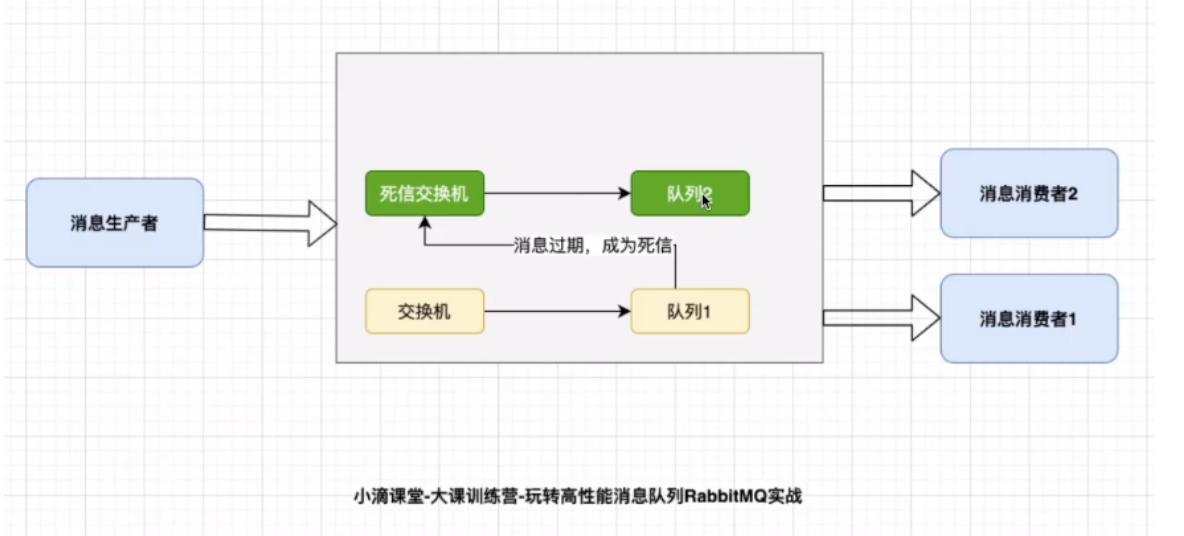 死信交换机
队列2
消息消费者2
消息生产者
消息过期，成为死信
交换机
队列1
消息消费者1
小滴课堂-大课训练营-玩转高性能消息队列RabbitMQ实战